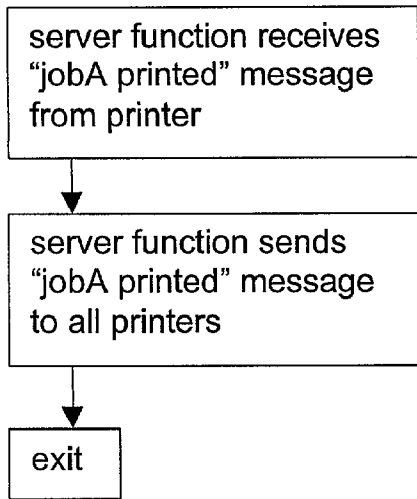 server function receives
“jobA printed” message
from printer
server function sends
“jobA printed” message
to all printers
exit